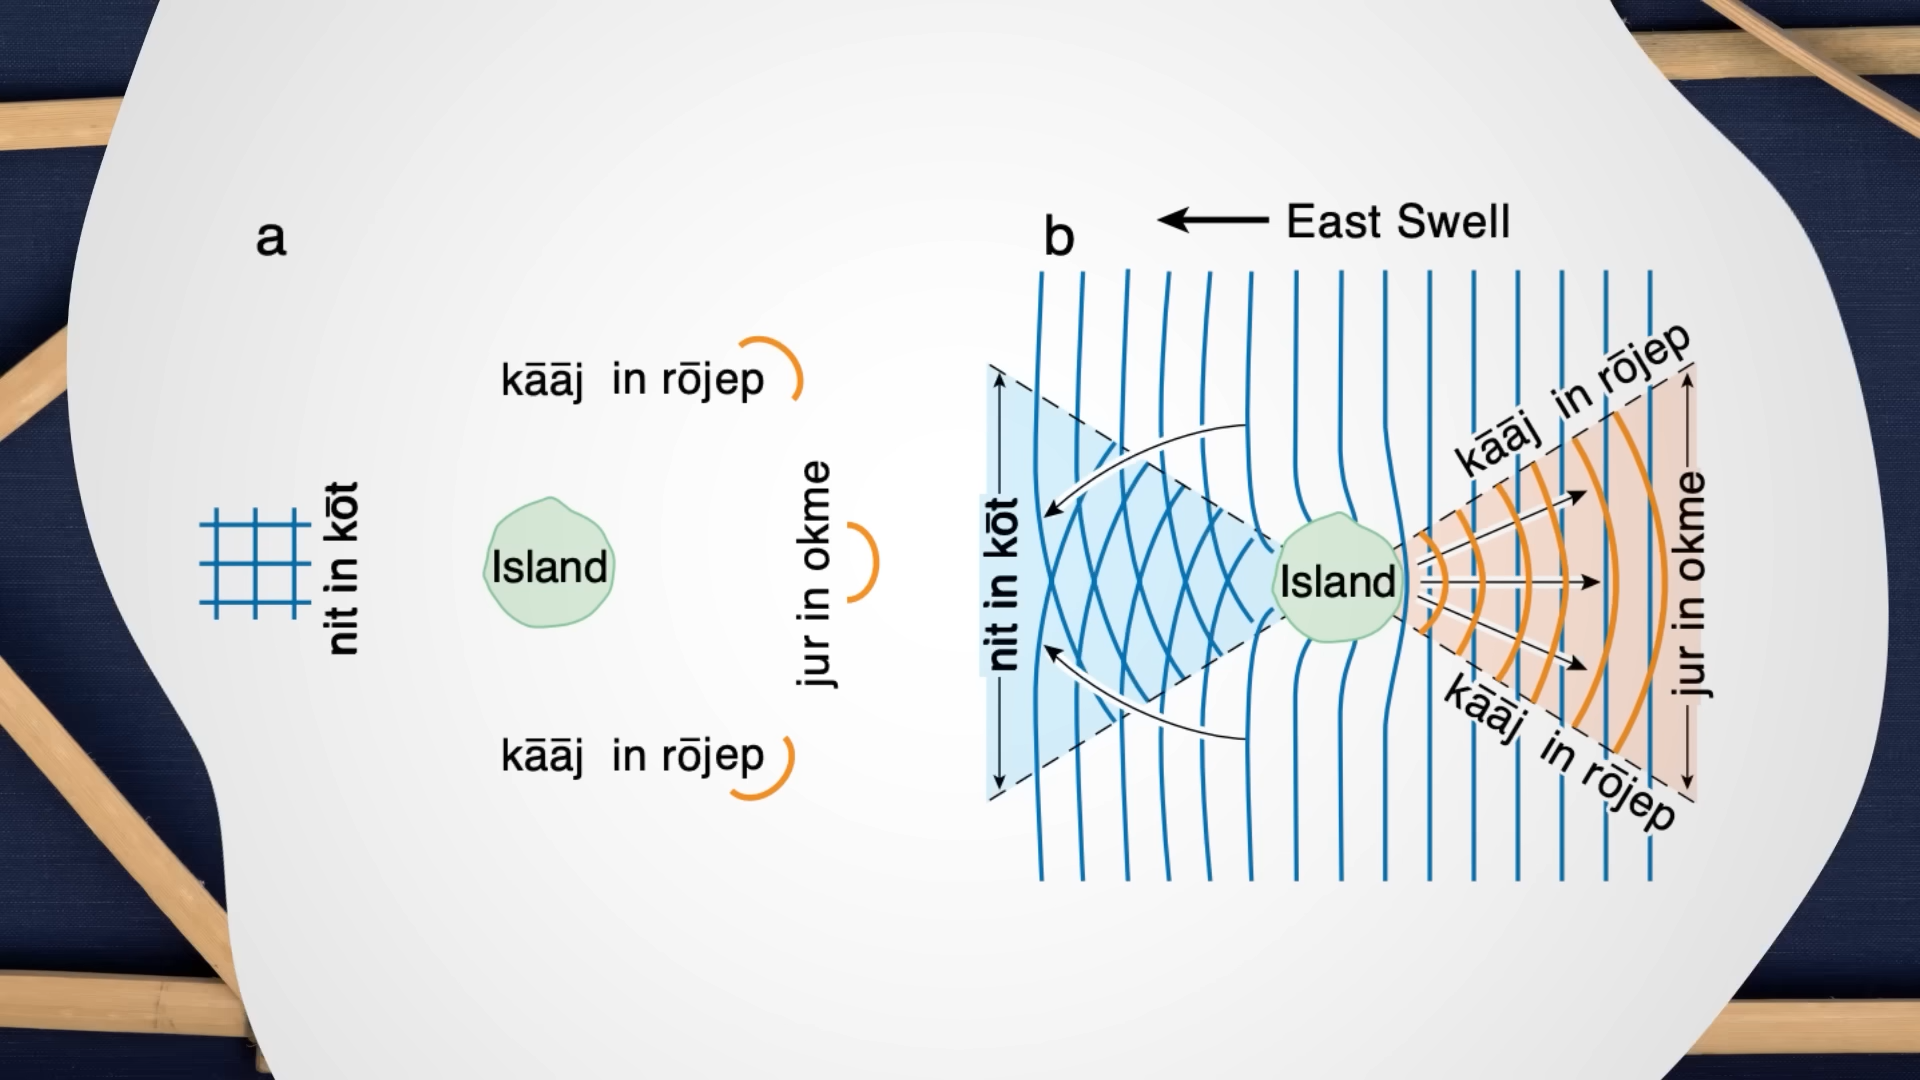 a
kāāj in rōjep
nit in kōt
Island
jur in okme
kāāj in rōjep
b
East Swell
kāāj in rōjep
nit in kōt
Island
jur in okme
kāāj in rōjep